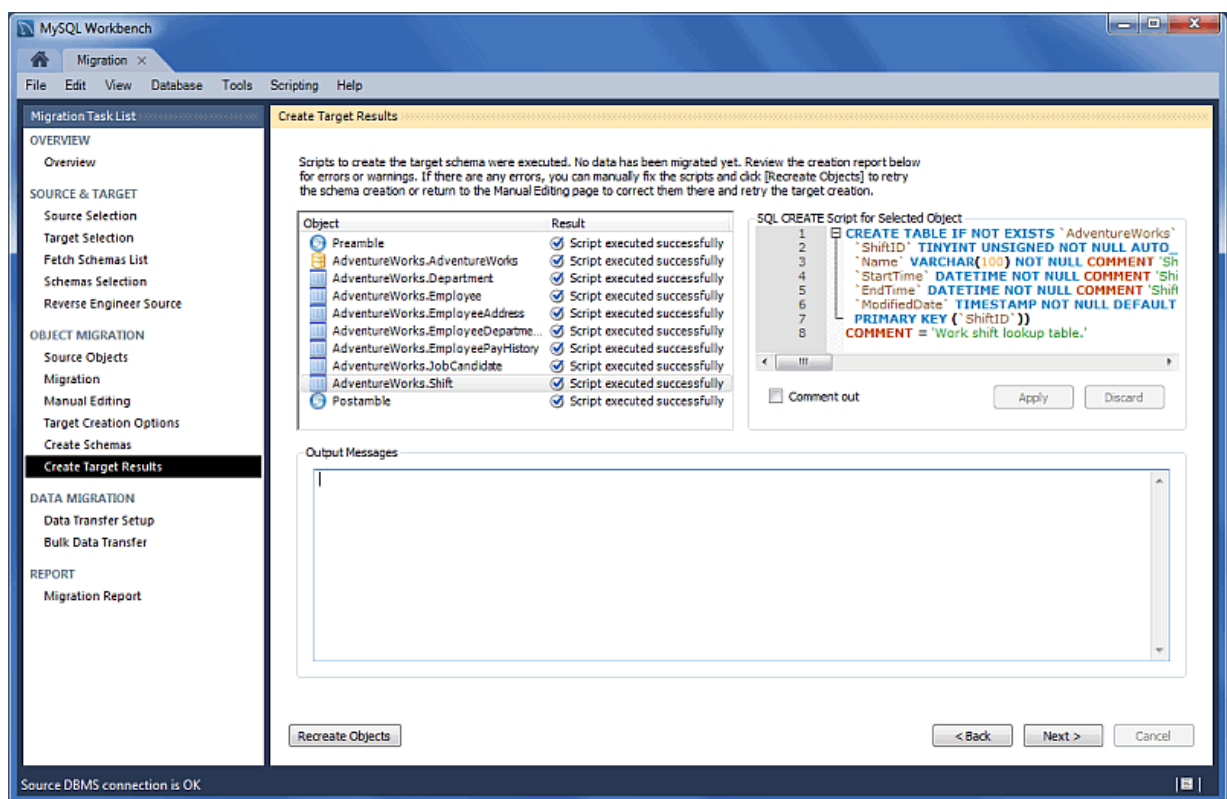 MySQL Workbench
Migration
File Edit View Database Tools Scripting Help
Migration Task List
OVERVIEW
Overview
SOURCE & TARGET
Source Selection
Target Selection
Fetch Schemas List
Schemas Selection
Reverse Engineer Source
OBJECT MIGRATION
Source Objects
Migration
Manual Editing
Target Creation Options
Create Schemas
Create Target Results
DATA MIGRATION
Data Transfer Setup
Bulk Data Transfer
REPORT
Migration Report
Create Target Results
Scripts to create the target schema were executed. No data has been migrated yet. Review the creation report below
for errors or warnings. If there are any errors, you can manually fix the scripts and click [Recreate Objects] to retry
the schema creation or return to the Manual Editing page to correct them there and retry the target creation.
Object Result
Preamble Script executed successfully
AdventureWorks.AdventureWorks Script executed successfully
AdventureWorks.Department Script executed successfully
AdventureWorks.Employee Script executed successfully
AdventureWorks.EmployeeAddress Script executed successfully
AdventureWorks.EmployeeDepartme... Script executed successfully
AdventureWorks.EmployeePayHistory Script executed successfully
AdventureWorks.JobCandidate Script executed successfully
AdventureWorks.Shift Script executed successfully
Postamble Script executed successfully
SQL CREATE Script for Selected Object
1 CREATE TABLE IF NOT EXISTS `AdventureWorks`
2 `ShiftID` TINYINT UNSIGNED NOT NULL AUTO_
3 `Name` VARCHAR(100) NOT NULL COMMENT 'Sh
4 `StartTime` DATETIME NOT NULL COMMENT 'Shi
5 `EndTime` DATETIME NOT NULL COMMENT 'Shift
6 `ModifiedDate` TIMESTAMP NOT NULL DEFAULT
7 PRIMARY KEY (`ShiftID`))
8 COMMENT = 'Work shift lookup table.'
Comment out Apply Discard
Output Messages
Recreate Objects < Back Next > Cancel
Source DBMS connection is OK